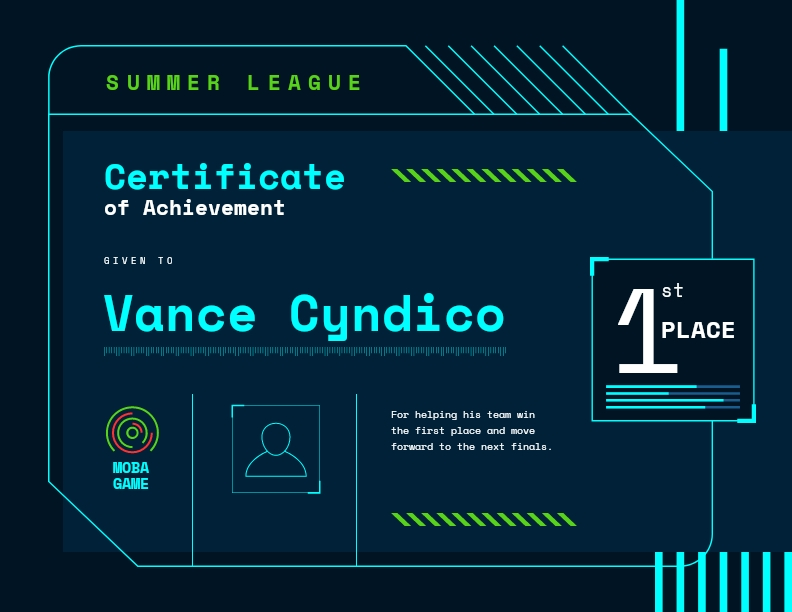 SUMMER LEAGUE
Certificate
of Achievement
GIVEN TO
Vance Cyndico
1st
PLACE
MOBA
GAME
For helping his team win
the first place and move
forward to the next finals.